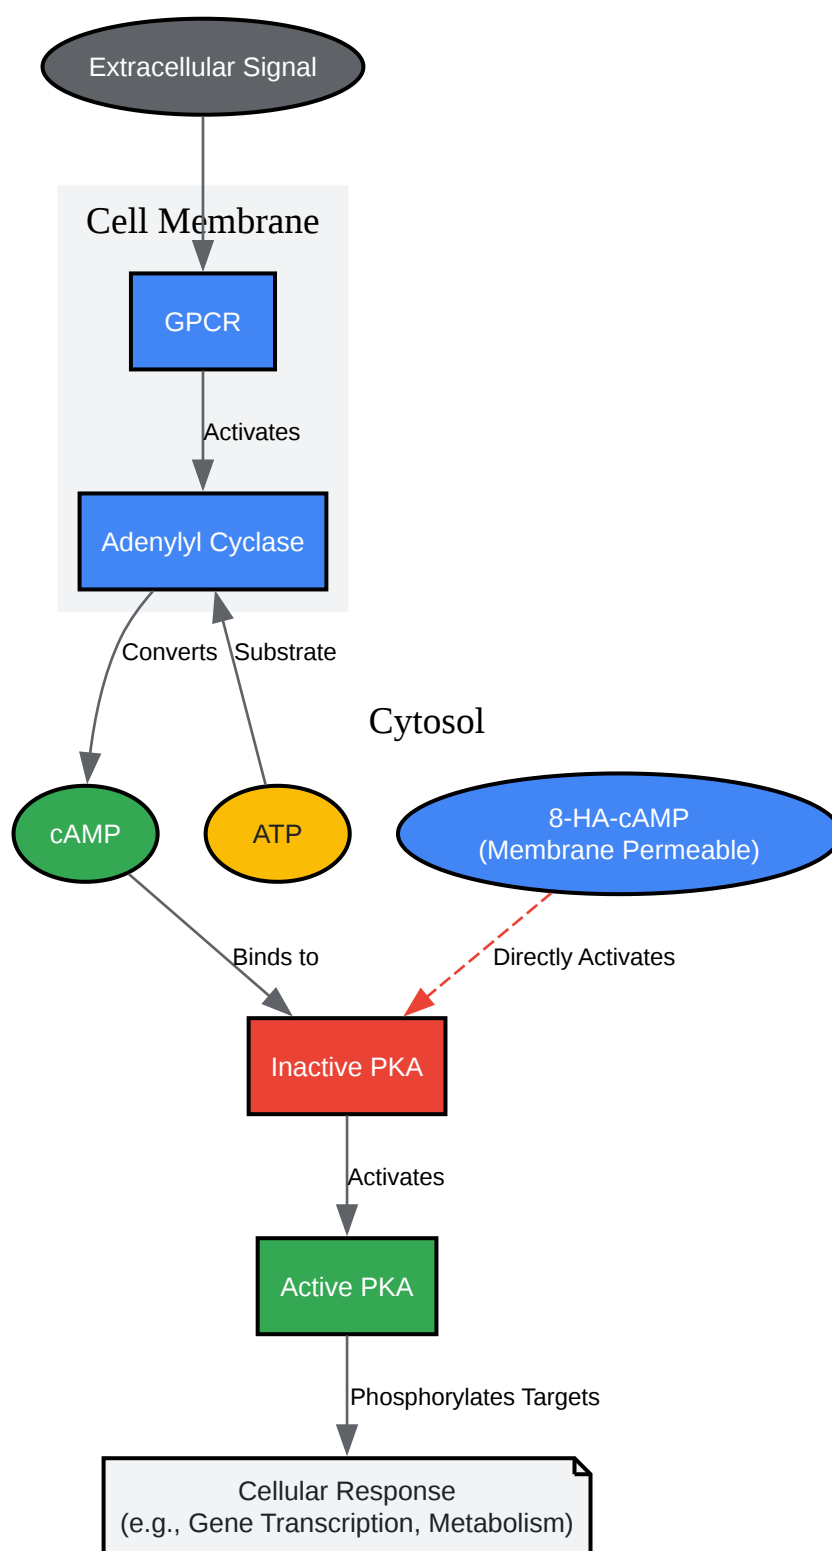 Extracellular Signal
Cell Membrane
GPCR
Activates
Adenylyl Cyclase
Converts
Substrate
Cytosol
cAMP
ATP
8-HA-cAMP
(Membrane Permeable)
Binds to
Directly Activates
Inactive PKA
Activates
Active PKA
Phosphorylates Targets
Cellular Response
(e.g., Gene Transcription, Metabolism)